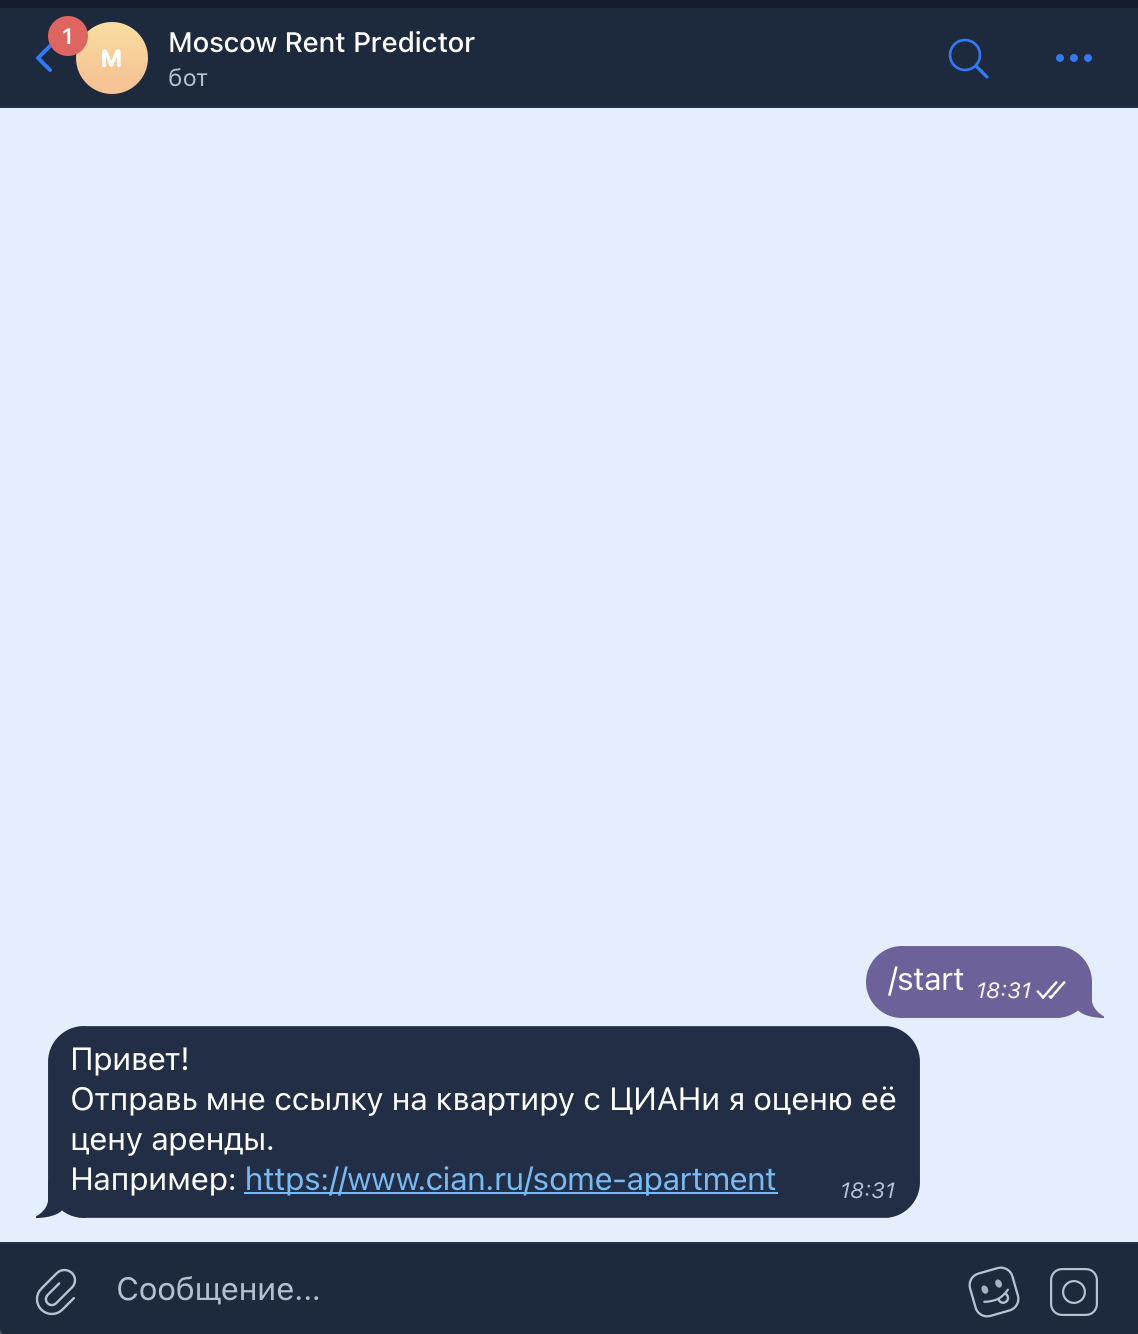 1
M
Moscow Rent Predictor
бот
/start 18:31
Привет!
Отправь мне ссылку на квартиру с ЦИАНи я оценю её
цену аренды.
Например: https://www.cian.ru/some-apartment 18:31
Сообщение...